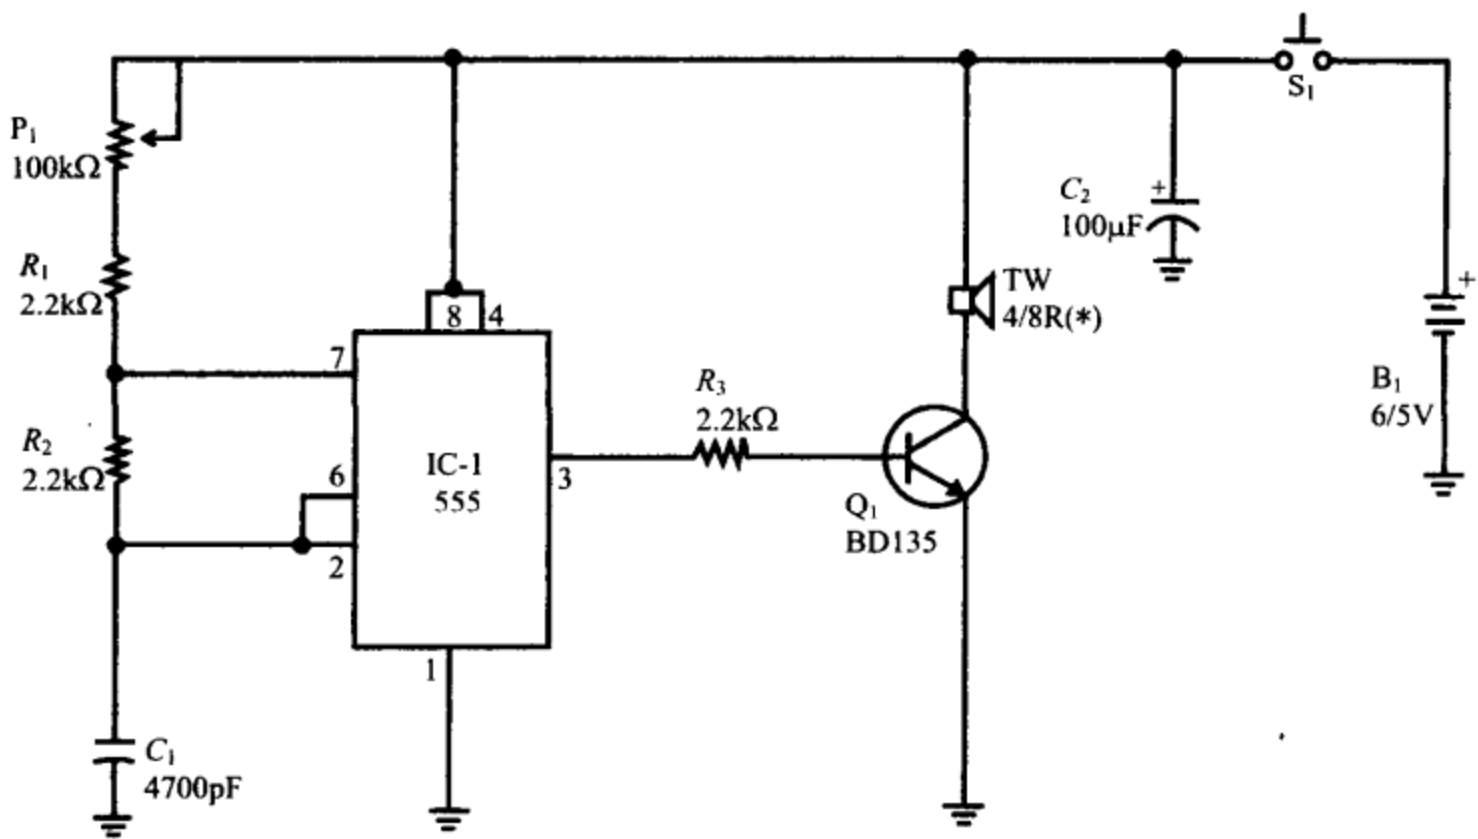 S₁
P₁
100kΩ
C₂
+
100μF
R₁
2.2kΩ
TW
4/8R(*)
+
8
4
7
R₃
2.2kΩ
B₁
6/5V
R₂
2.2kΩ
6
IC-1
555
3
Q₁
BD135
2
1
C₁
4700pF